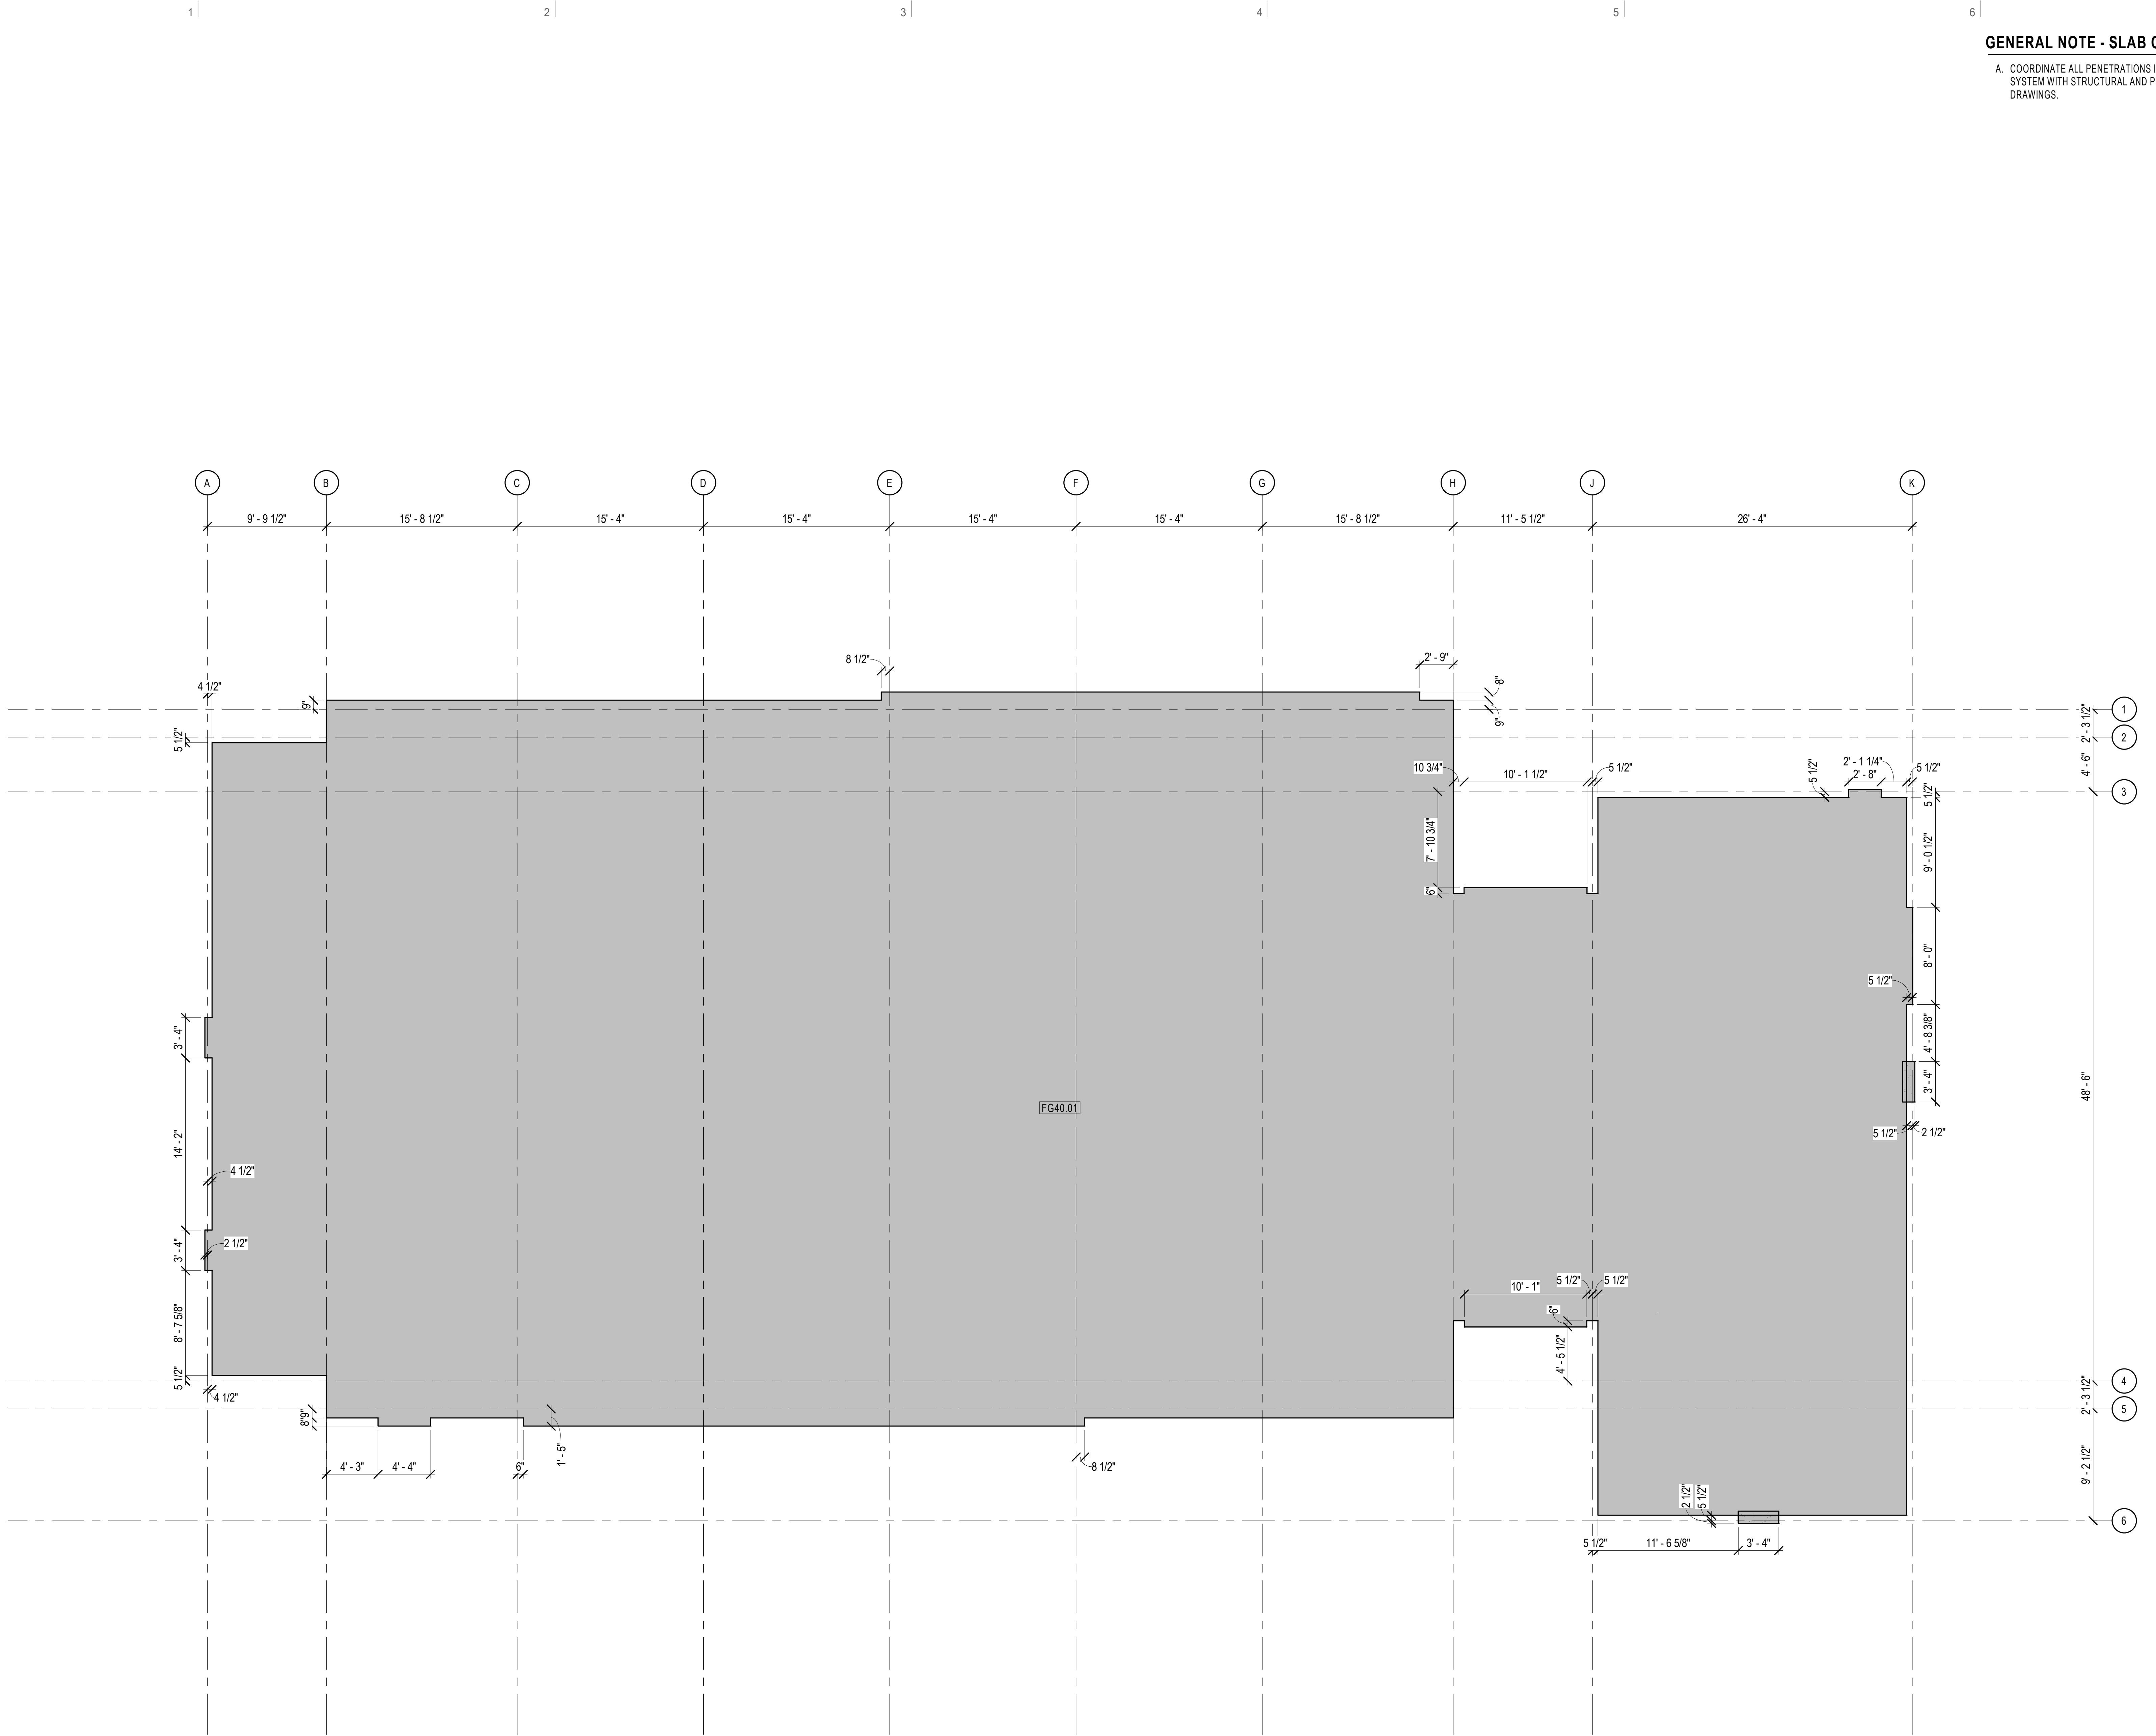 1 2 3 4 5 6
GENERAL NOTE - SLAB
A. COORDINATE ALL PENETRATIONS
SYSTEM WITH STRUCTURAL AND P
DRAWINGS.
A B C D E F G H J K
9' - 9 1/2" 15' - 8 1/2" 15' - 4" 15' - 4" 15' - 4" 15' - 4" 15' - 8 1/2" 11' - 5 1/2" 26' - 4"
8 1/2" 2' - 9" 8"
4 1/2"
9" 9" 1
2' - 3 1/2"
5 1/2" 2
4' - 6"
10 3/4" 10' - 1 1/2" 5 1/2" 5 1/2" 2' - 1 1/4" 5 1/2"
2' - 8"
3
5 1/2"
7' - 10 3/4" 9' - 0 1/2"
6"
8' - 0"
5 1/2"
3' - 4" 4' - 8 3/8"
3' - 4" 48' - 6"
FG40.01
14' - 2" 5 1/2" 2 1/2"
4 1/2"
3' - 4" 2 1/2"
10' - 1" 5 1/2" 5 1/2"
8' - 7 5/8" 6"
4' - 5 1/2"
5 1/2" 4
4 1/2" 2' - 3 1/2"
5
9"
8"
1' - 5"
4' - 3" 4' - 4" 6" 8 1/2" 9' - 2 1/2"
2 1/2" 5 1/2"
6
5 1/2" 11' - 6 5/8" 3' - 4"